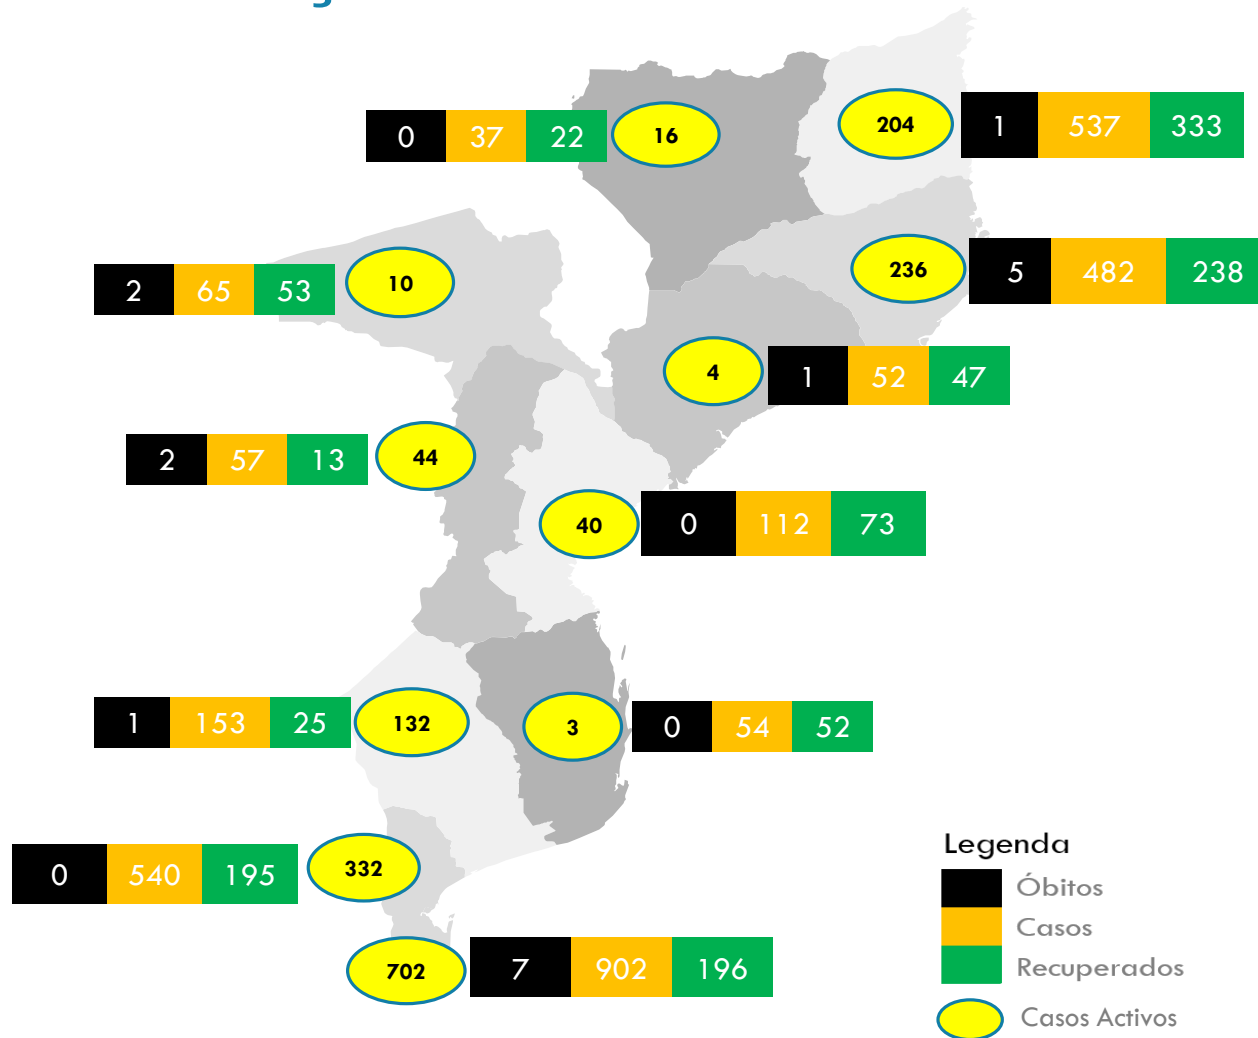 0 37 22 16
204 1 537 333
2 65 53 10
236 5 482 238
4 1 52 47
2 57 13 44
40 0 112 73
1 153 25 132
3 0 54 52
0 540 195 332
702 7 902 196
Legenda
Óbitos
Casos
Recuperados
Casos Activos